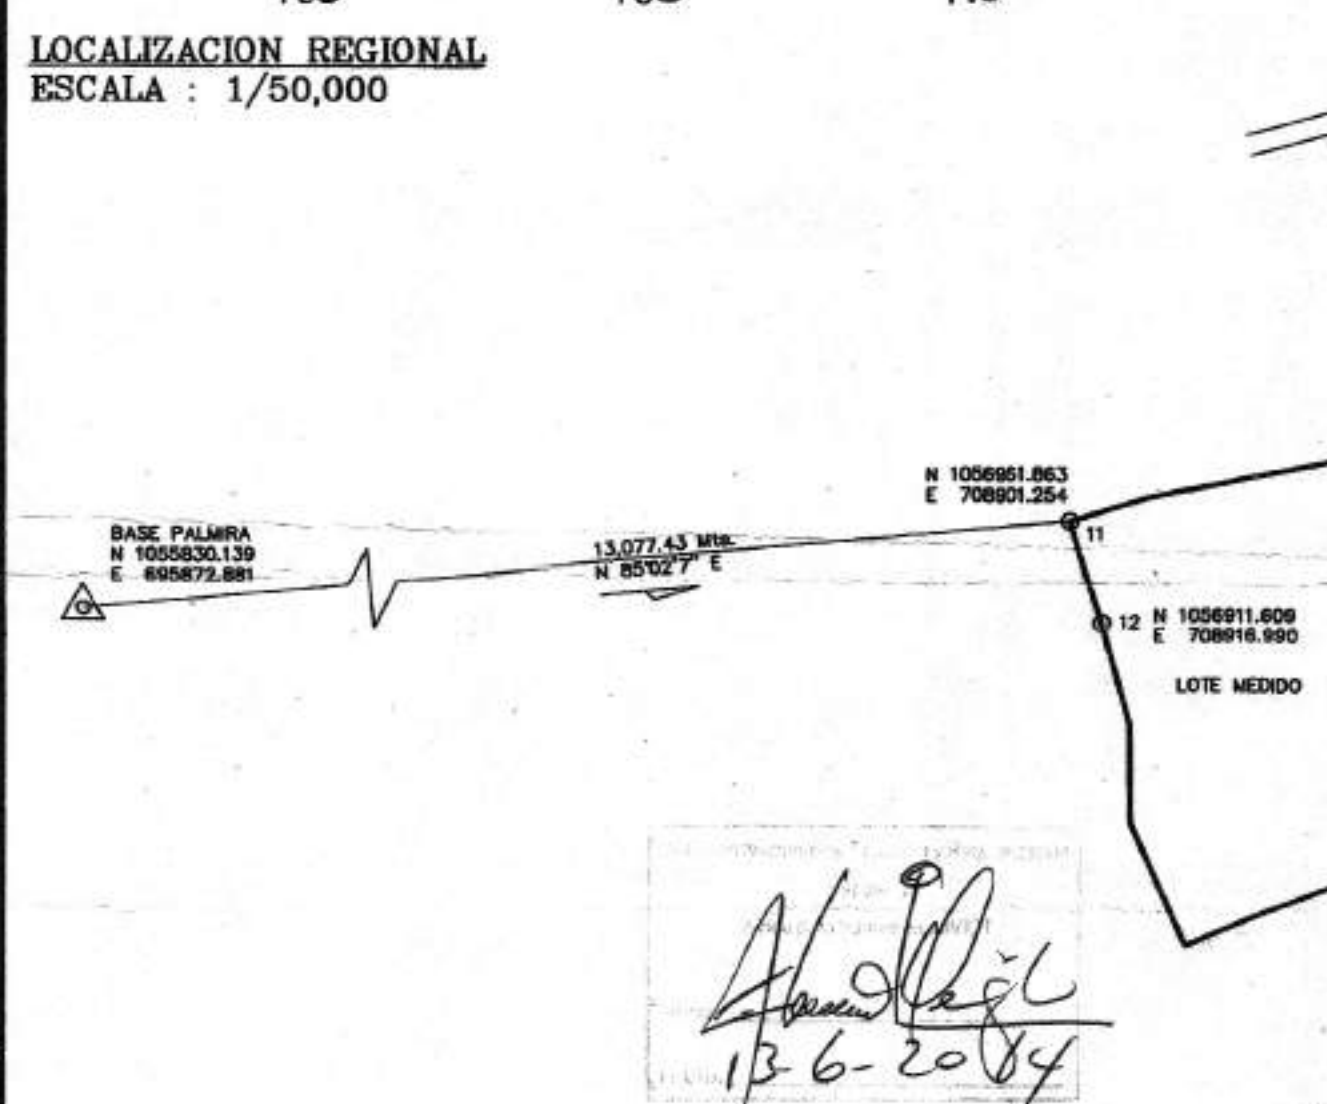 LOCALIZACION REGIONAL
ESCALA : 1/50,000
N 1056961.863
E 708901.254
11
BASE PALMIRA
N 1055830.139
E 695872.881
13,077.43 Mts.
N 85°02'7" E
12
N 1056911.609
E 708916.990
LOTE MEDIDO
13-6-2014